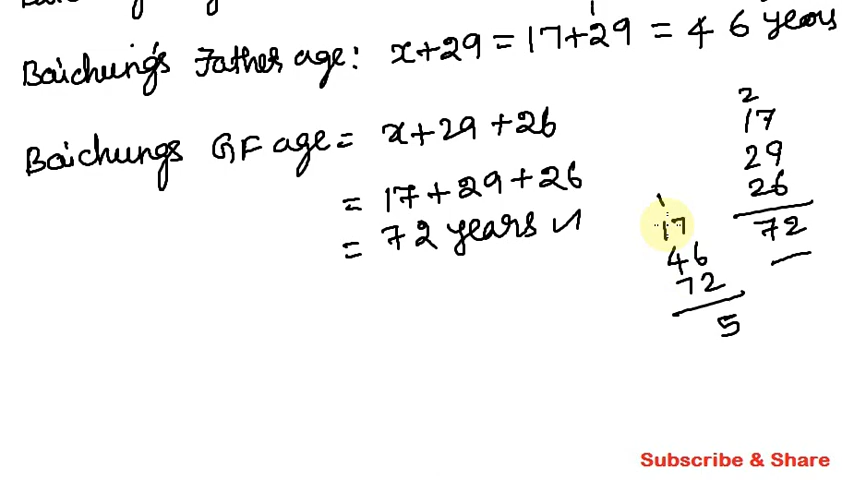 Baichung's Father age: x+29 = 17+29 = 46 years
Baichungs GF age = x+29+26
= 17+29+26
= 72 years
2
17
29
26
72
1
17
46
72
5
Subscribe & Share